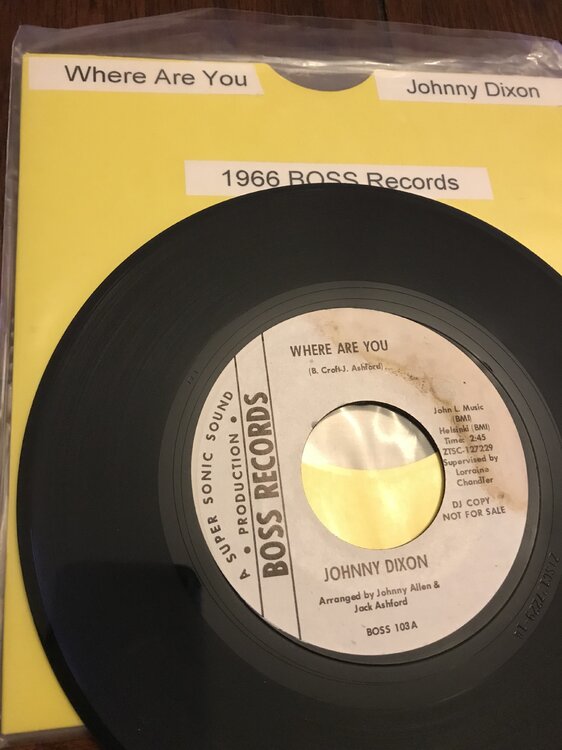 Where Are You
Johnny Dixon
1966 BOSS Records
WHERE ARE YOU
(B. Croft-J. Ashford)
John L. Music
(BMI)
Helsinki (BMI)
Time: 2:45
ZTSC-127229
Supervised by
Lorraine
Chandler
DJ COPY
NOT FOR SALE
A SUPER SONIC SOUND
• PRODUCTION •
BOSS RECORDS
JOHNNY DIXON
Arranged by Johnny Allen &
Jack Ashford
BOSS 103A